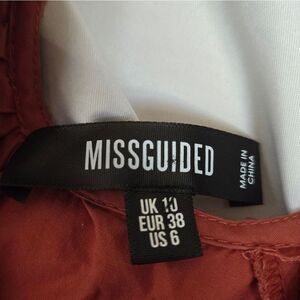 MISSGUIDED
MADE IN
CHINA
UK 10
EUR 38
US 6